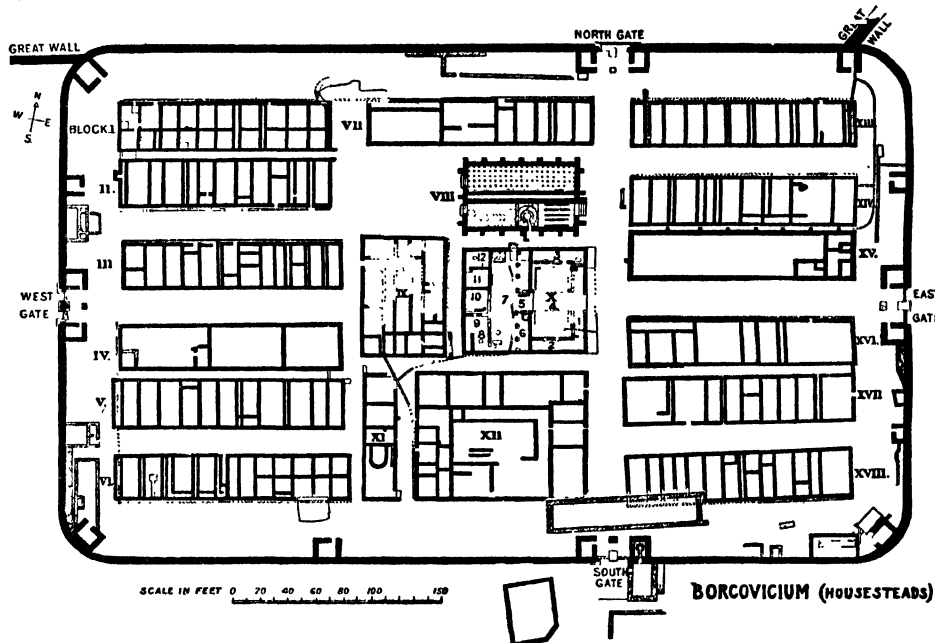 GREAT WALL
NORTH GATE
GREAT WALL
N
W E
S
BLOCK.I
VII
XIII.
II.
VIII
XIV.
III
IX
12
11
10
9
8
7
5
6
X
4
3
2
XV.
WEST GATE
EAST GATE
IV.
XVI.
V.
XI
XII
XVII
VI.
XVIII.
SOUTH GATE
SCALE IN FEET 0 20 40 60 80 100 150
BORCOVICIUM (HOUSESTEADS)